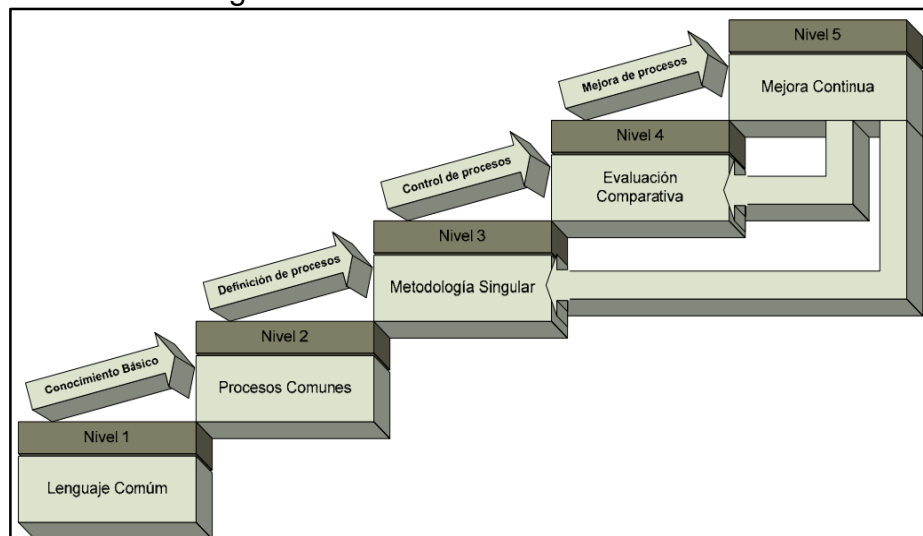 Nivel 5
Mejora Continua
Mejora de procesos
Nivel 4
Evaluación
Comparativa
Control de procesos
Nivel 3
Metodología Singular
Definición de procesos
Nivel 2
Procesos Comunes
Conocimiento Básico
Nivel 1
Lenguaje Comúm